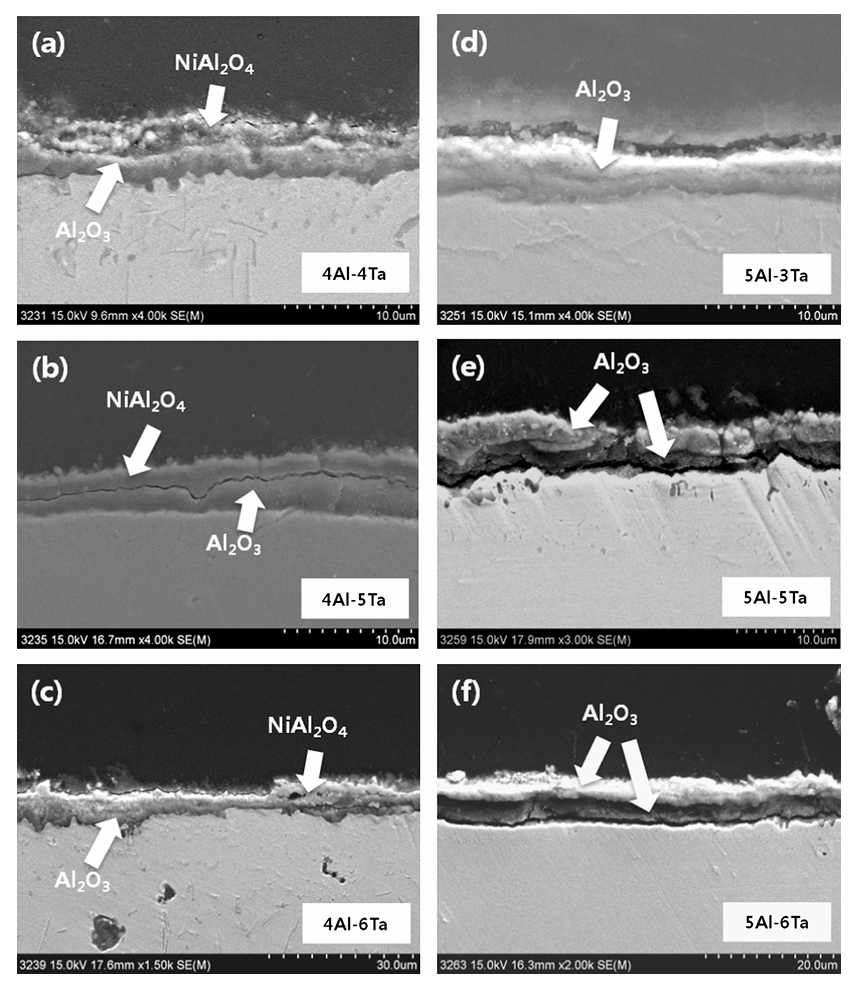 (a)
NiAl₂O₄
Al₂O₃
4Al-4Ta
3231 15.0kV 9.6mm x4.00k SE(M) 10.0um
(b)
NiAl₂O₄
Al₂O₃
4Al-5Ta
3235 15.0kV 16.7mm x4.00k SE(M) 10.0um
(c)
NiAl₂O₄
Al₂O₃
4Al-6Ta
3239 15.0kV 17.6mm x1.50k SE(M) 30.0um
(d)
Al₂O₃
5Al-3Ta
3251 15.0kV 15.1mm x4.00k SE(M) 10.0um
(e)
Al₂O₃
5Al-5Ta
3259 15.0kV 17.9mm x3.00k SE(M) 10.0um
(f)
Al₂O₃
5Al-6Ta
3263 15.0kV 16.3mm x2.00k SE(M) 20.0um